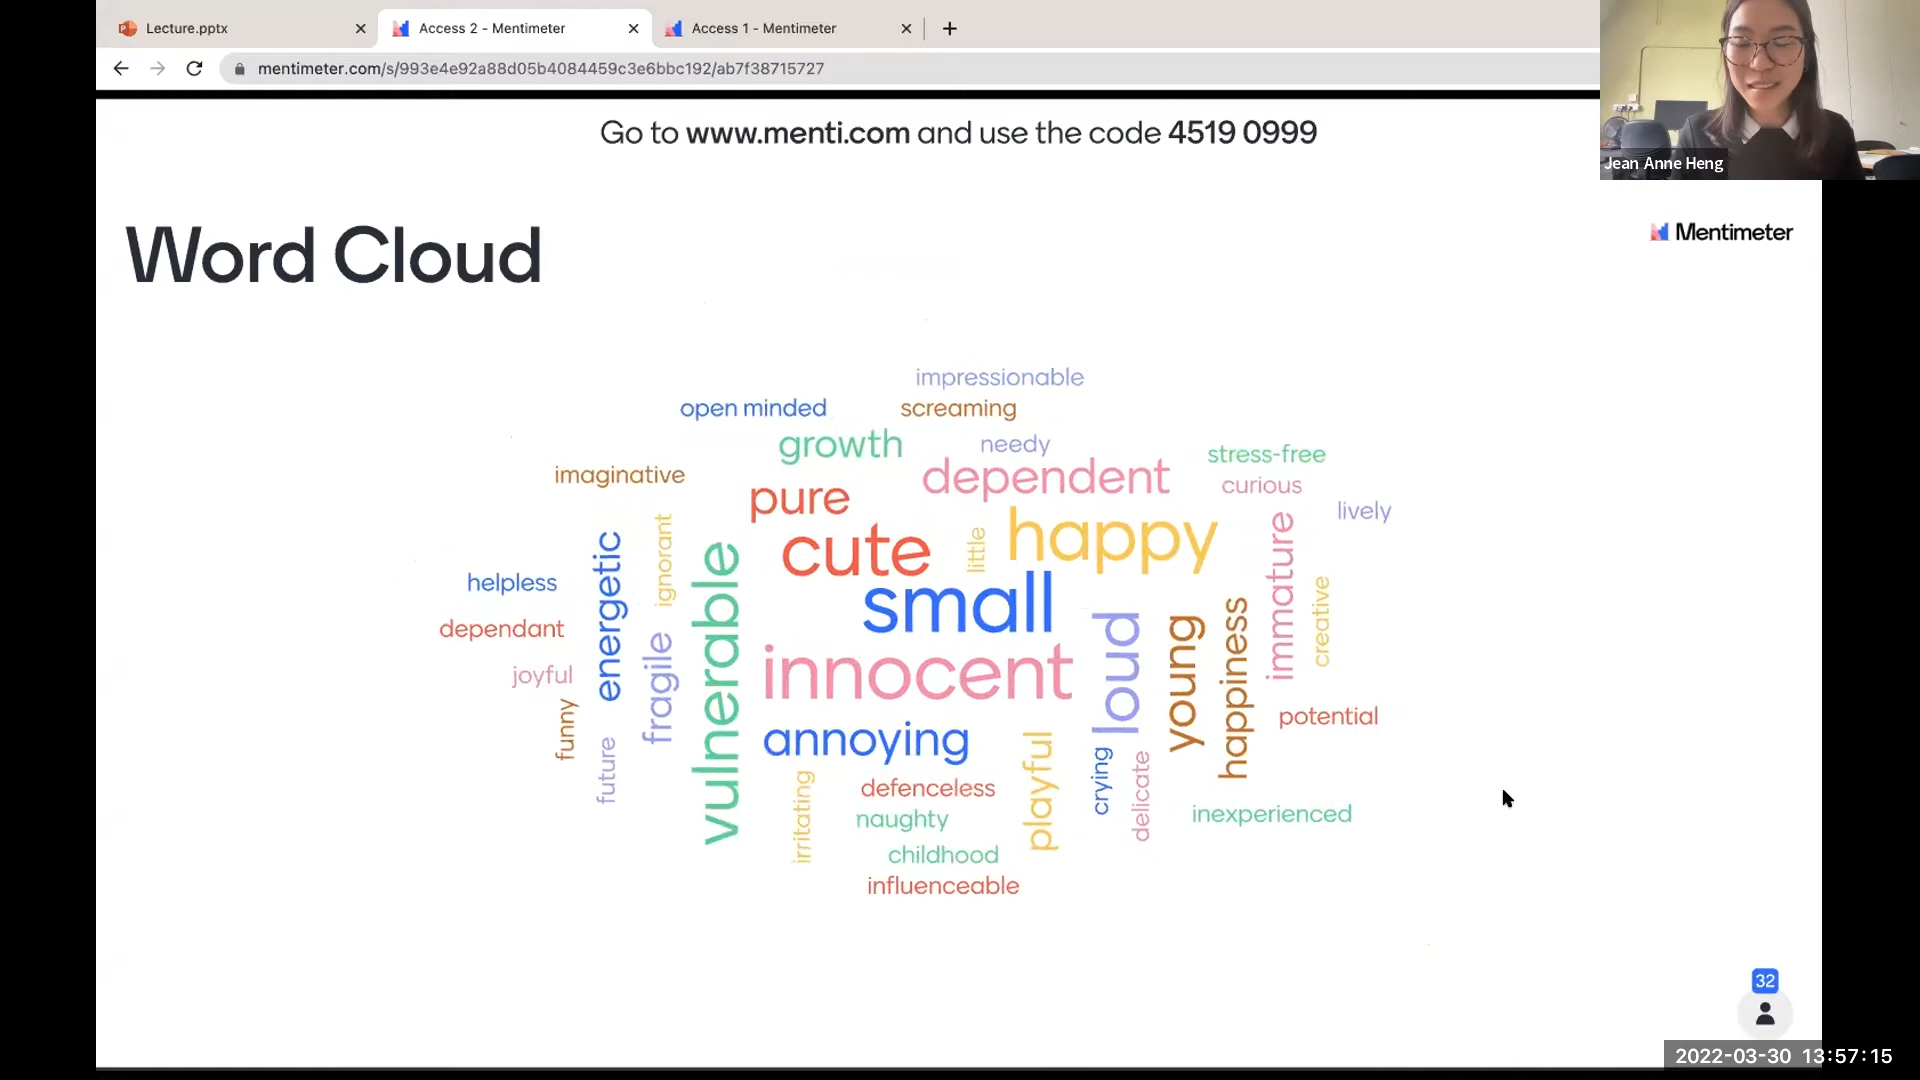 Lecture.pptx
Access 2 - Mentimeter
Access 1 - Mentimeter
mentimeter.com/s/993e4e92a88d05b4084459c3e6bbc192/ab7f38715727
Jean Anne Heng
Go to www.menti.com and use the code 4519 0999
Word Cloud
Mentimeter
impressionable
open minded
screaming
growth
needy
stress-free
imaginative
dependent
curious
pure
lively
happy
cute
little
immature
ignorant
energetic
helpless
small
creative
vulnerable
dependant
innocent
loud
young
happiness
joyful
fragile
funny
potential
annoying
future
playful
crying
delicate
irritating
defenceless
naughty
inexperienced
childhood
influenceable
32
2022-03-30 13:57:15